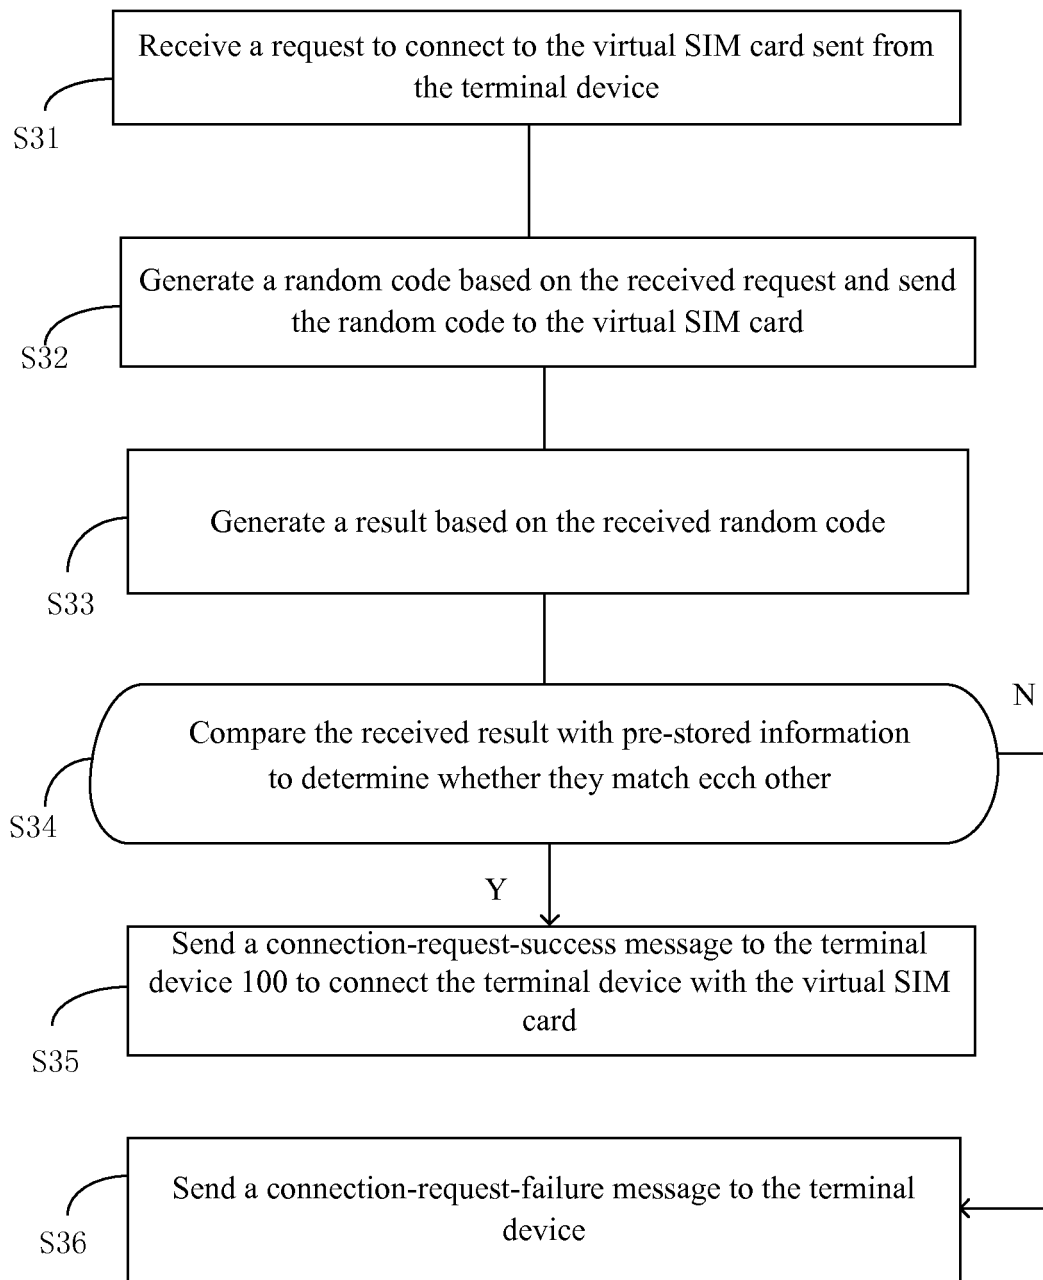 Receive a request to connect to the virtual SIM card sent from
the terminal device
S31
Generate a random code based on the received request and send
the random code to the virtual SIM card
S32
Generate a result based on the received random code
S33
N
Compare the received result with pre-stored information
to determine whether they match ecch other
S34
Y
Send a connection-request-success message to the terminal
device 100 to connect the terminal device with the virtual SIM
card
S35
Send a connection-request-failure message to the terminal
device
S36